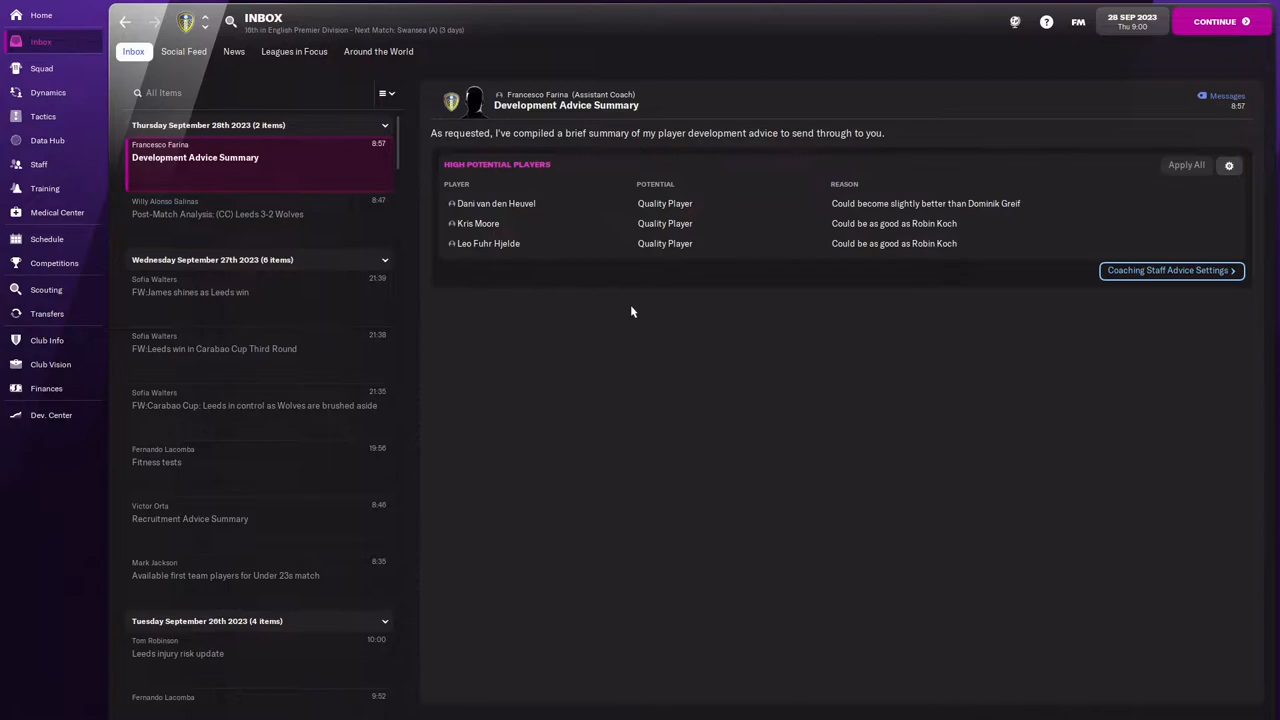 Home
Inbox
Squad
Dynamics
Tactics
Data Hub
Staff
Training
Medical Center
Schedule
Competitions
Scouting
Transfers
Club Info
Club Vision
Finances
Dev. Center
INBOX
16th in English Premier Division - Next Match: Swansea (A) (3 days)
FM
28 SEP 2023
Thu 9:00
CONTINUE
Inbox
Social Feed
News
Leagues in Focus
Around the World
All Items
Thursday September 28th 2023 (2 items)
Francesco Farina 8:57
Development Advice Summary
Willy Alonso Salinas 8:47
Post-Match Analysis: (CC) Leeds 3-2 Wolves
Wednesday September 27th 2023 (6 items)
Sofia Walters 21:39
FW:James shines as Leeds win
Sofia Walters 21:38
FW:Leeds win in Carabao Cup Third Round
Sofia Walters 21:35
FW:Carabao Cup: Leeds in control as Wolves are brushed aside
Fernando Lacomba 19:56
Fitness tests
Victor Orta 8:46
Recruitment Advice Summary
Mark Jackson 8:35
Available first team players for Under 23s match
Tuesday September 26th 2023 (4 items)
Tom Robinson 10:00
Leeds injury risk update
Fernando Lacomba 9:52
Francesco Farina (Assistant Coach)
Development Advice Summary
Messages
8:57
As requested, I've compiled a brief summary of my player development advice to send through to you.
HIGH POTENTIAL PLAYERS
Apply All
PLAYER POTENTIAL REASON
Dani van den Heuvel Quality Player Could become slightly better than Dominik Greif
Kris Moore Quality Player Could be as good as Robin Koch
Leo Fuhr Hjelde Quality Player Could be as good as Robin Koch
Coaching Staff Advice Settings